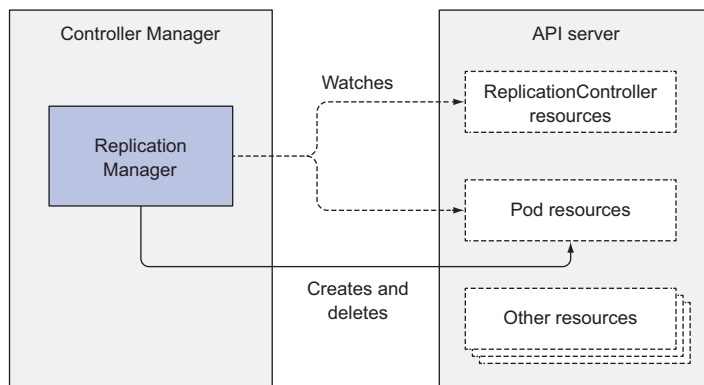 Controller Manager
API server
Watches
ReplicationController
resources
Replication
Manager
Pod resources
Creates and
deletes
Other resources